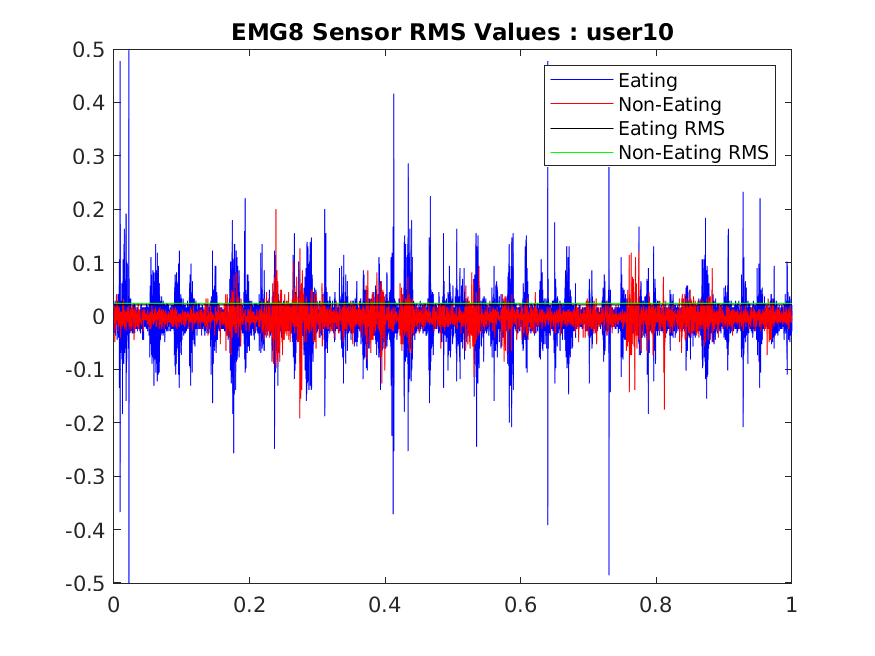 EMG8 Sensor RMS Values : user10
0.5
0.4
0.3
0.2
0.1
0
-0.1
-0.2
-0.3
-0.4
-0.5
Eating
Non-Eating
Eating RMS
Non-Eating RMS
0 0.2 0.4 0.6 0.8 1